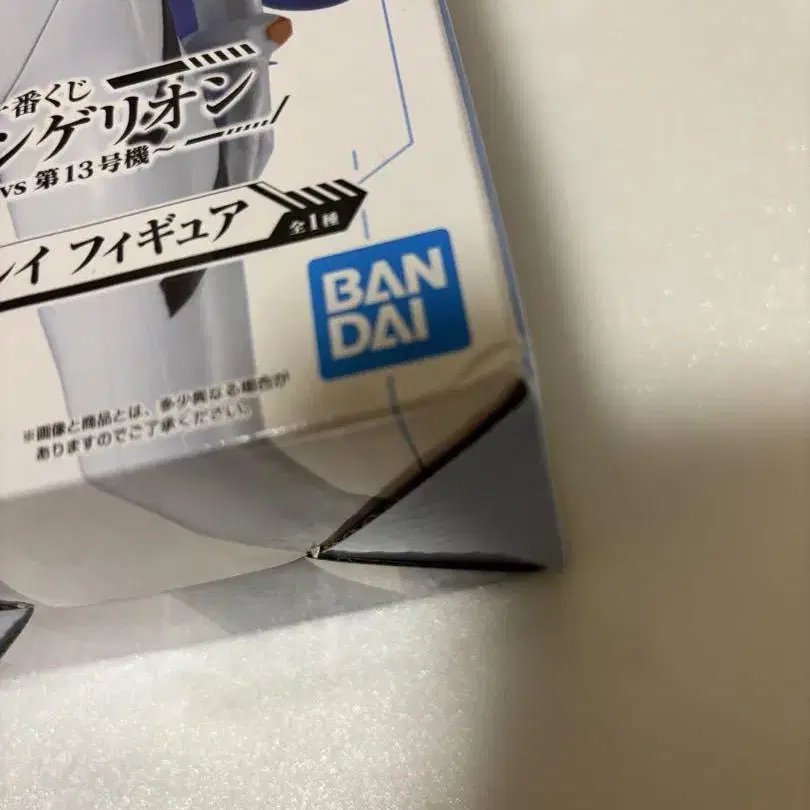 番くじ
ンゲリオン
vs 第13号機～
レイ フィギュア
全1種
BAN
DAI
※画像と商品とは、多少異なる場合が
ありますのでご了承ください。